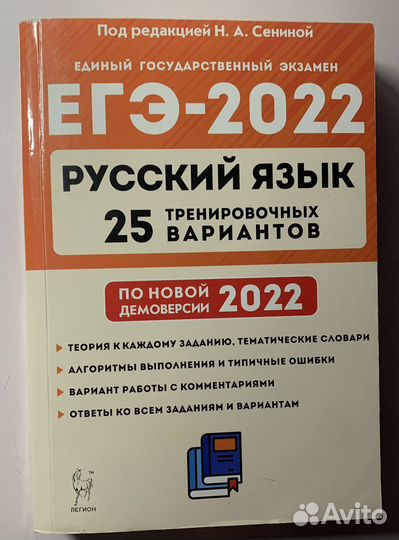 Под редакцией Н. А. Сениной
ЕДИНЫЙ ГОСУДАРСТВЕННЫЙ ЭКЗАМЕН
ЕГЭ-2022
РУССКИЙ ЯЗЫК
25 ТРЕНИРОВОЧНЫХ
ВАРИАНТОВ
ПО НОВОЙ
ДЕМОВЕРСИИ 2022
ТЕОРИЯ К КАЖДОМУ ЗАДАНИЮ, ТЕМАТИЧЕСКИЕ СЛОВАРИ
АЛГОРИТМЫ ВЫПОЛНЕНИЯ И ТИПИЧНЫЕ ОШИБКИ
ВАРИАНТ РАБОТЫ С КОММЕНТАРИЯМИ
ОТВЕТЫ КО ВСЕМ ЗАДАНИЯМ И ВАРИАНТАМ
TM
ЛЕГИОН
Avito